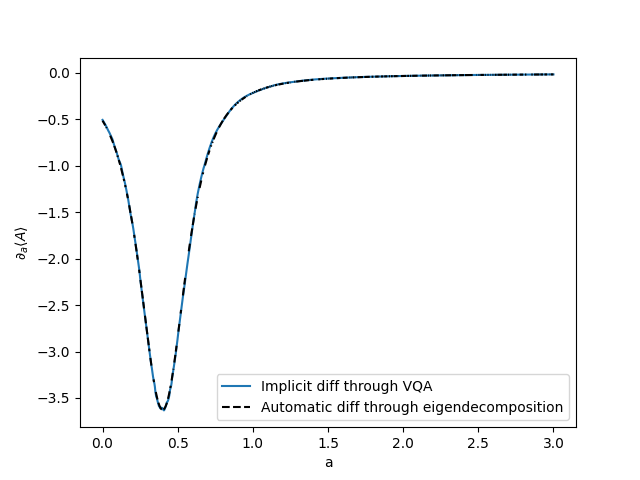 0.0
−0.5
−1.0
−1.5
−2.0
−2.5
−3.0
−3.5
∂ₐ⟨A⟩
Implicit diff through VQA
Automatic diff through eigendecomposition
0.0 0.5 1.0 1.5 2.0 2.5 3.0
a